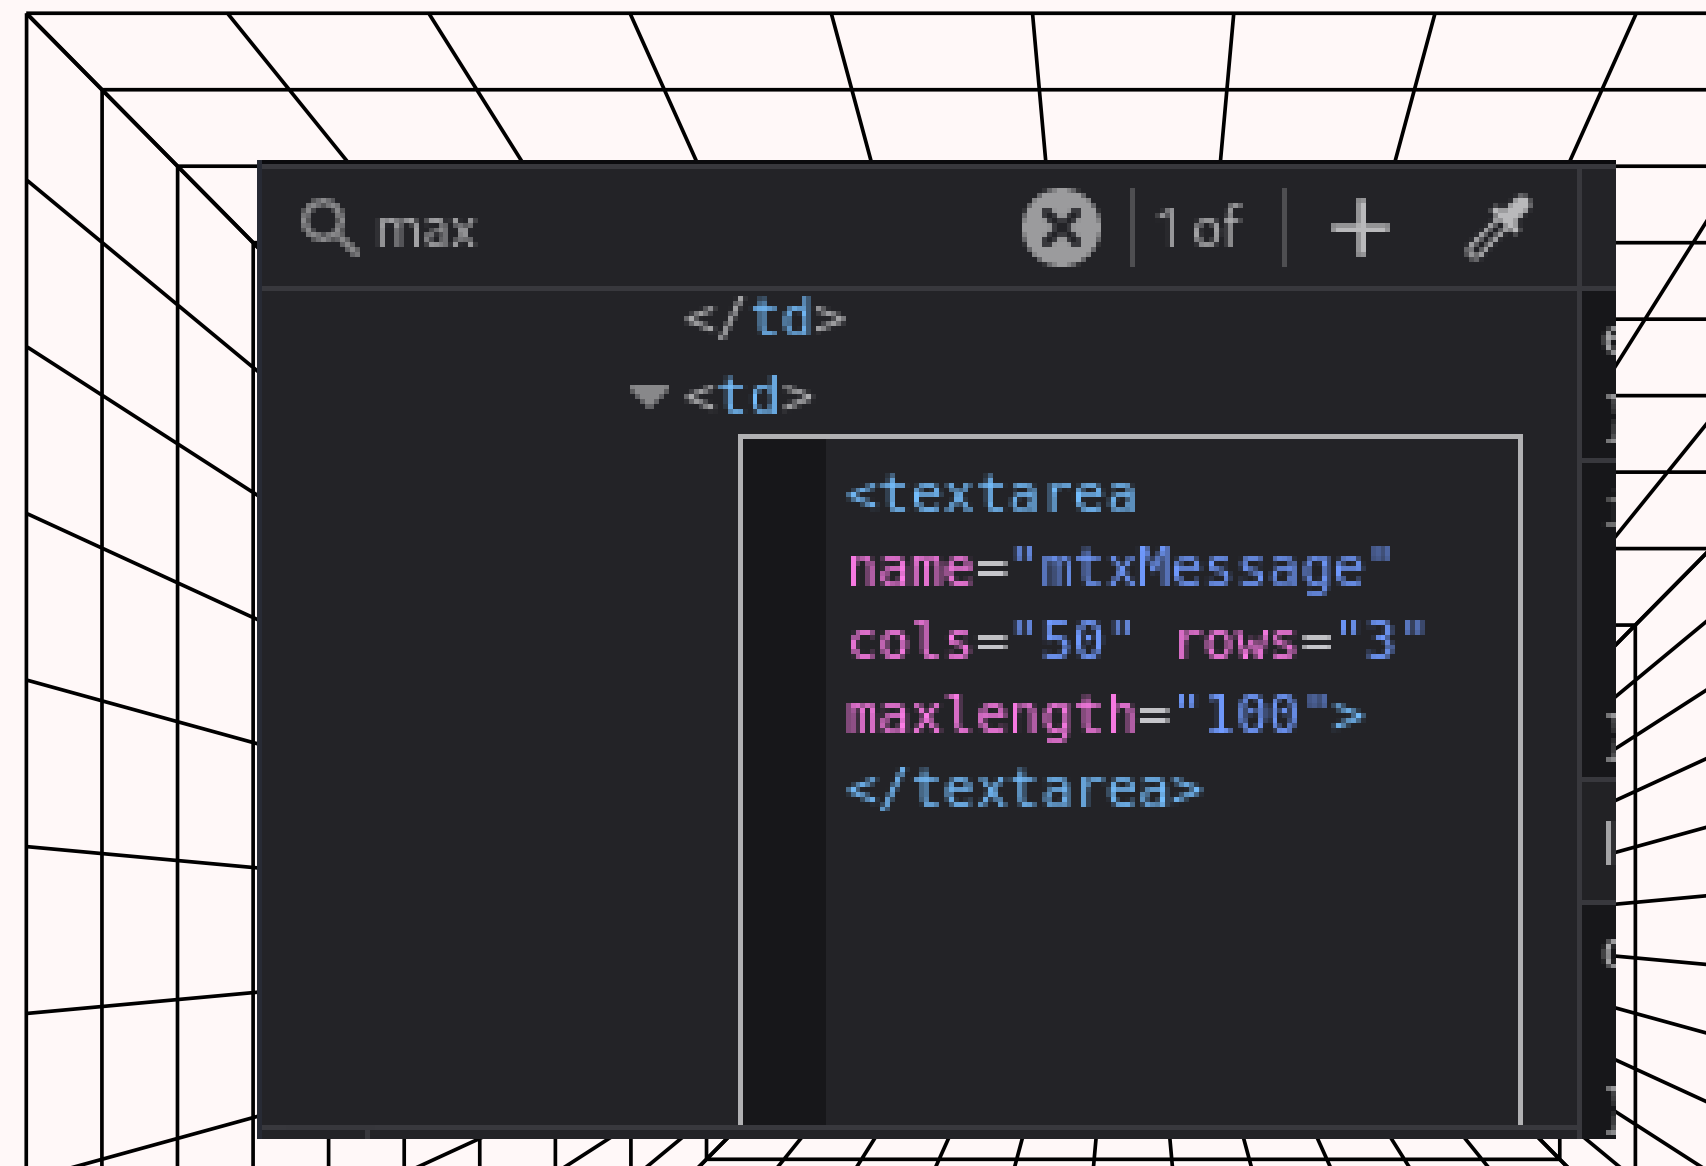 max
1 of
</td>
<td>
<textarea
name="mtxMessage"
cols="50" rows="3"
maxlength="100">
</textarea>